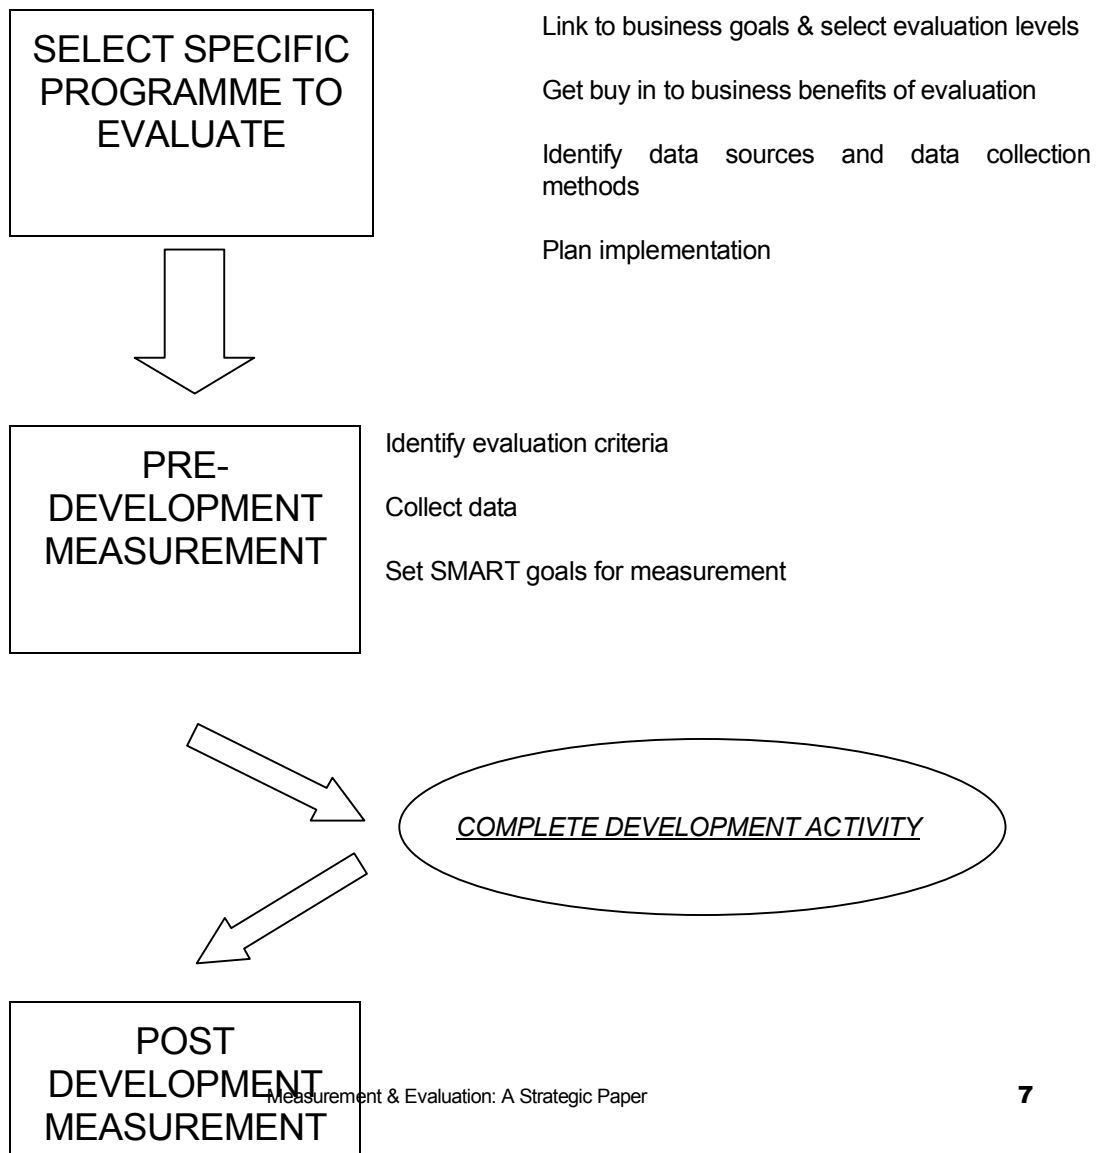 SELECT SPECIFIC
PROGRAMME TO
EVALUATE
Link to business goals & select evaluation levels
Get buy in to business benefits of evaluation
Identify data sources and data collection
methods
Plan implementation
PRE-
DEVELOPMENT
MEASUREMENT
Identify evaluation criteria
Collect data
Set SMART goals for measurement
COMPLETE DEVELOPMENT ACTIVITY
POST
DEVELOPMENT
MEASUREMENT
Measurement & Evaluation: A Strategic Paper
7